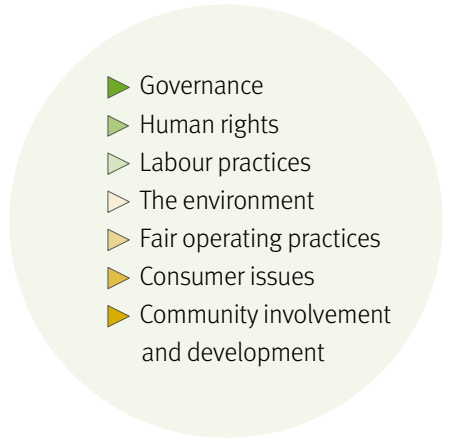 Governance
Human rights
Labour practices
The environment
Fair operating practices
Consumer issues
Community involvement
and development